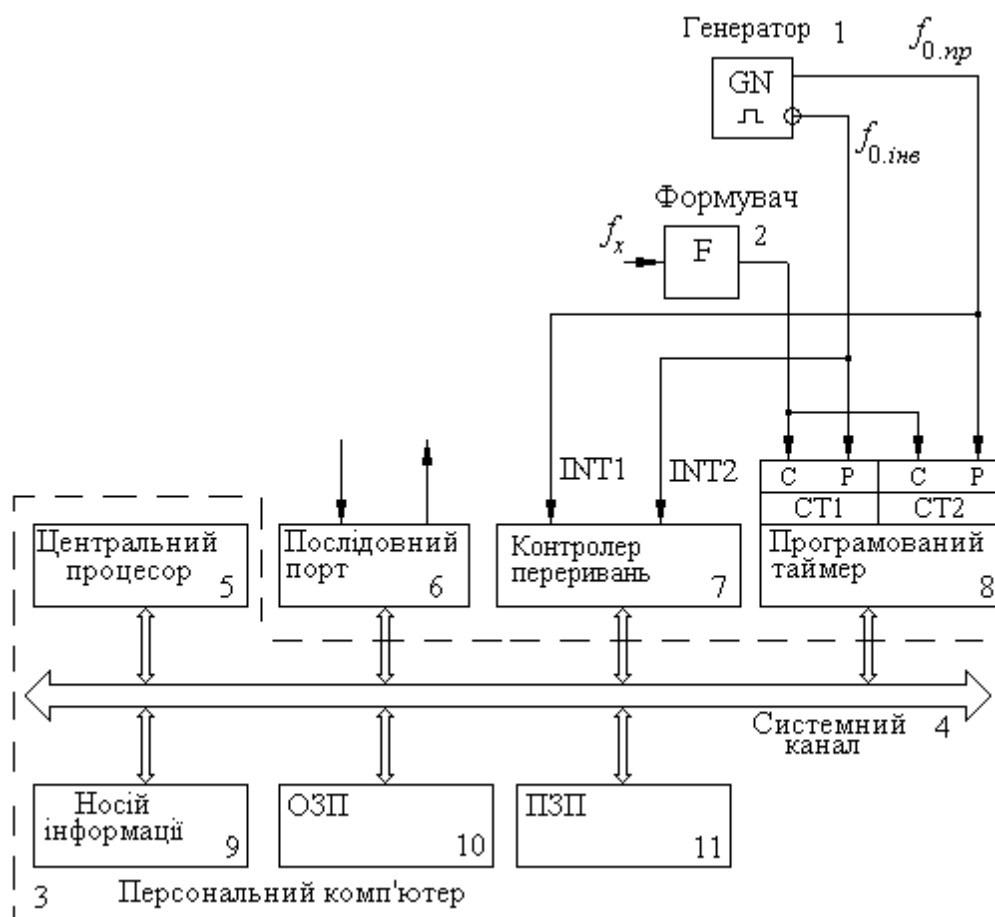 Генератор 1
f0.пр
GN
f0.інв
Формувач
2
fx
F
INT1
INT2
C P C P
CT1 CT2
Центральний
процесор 5
Послідовний
порт 6
Контролер
переривань 7
Програмований
таймер 8
Системний 4
канал
Носій
інформації 9
ОЗП 10
ПЗП 11
3 Персональний комп'ютер